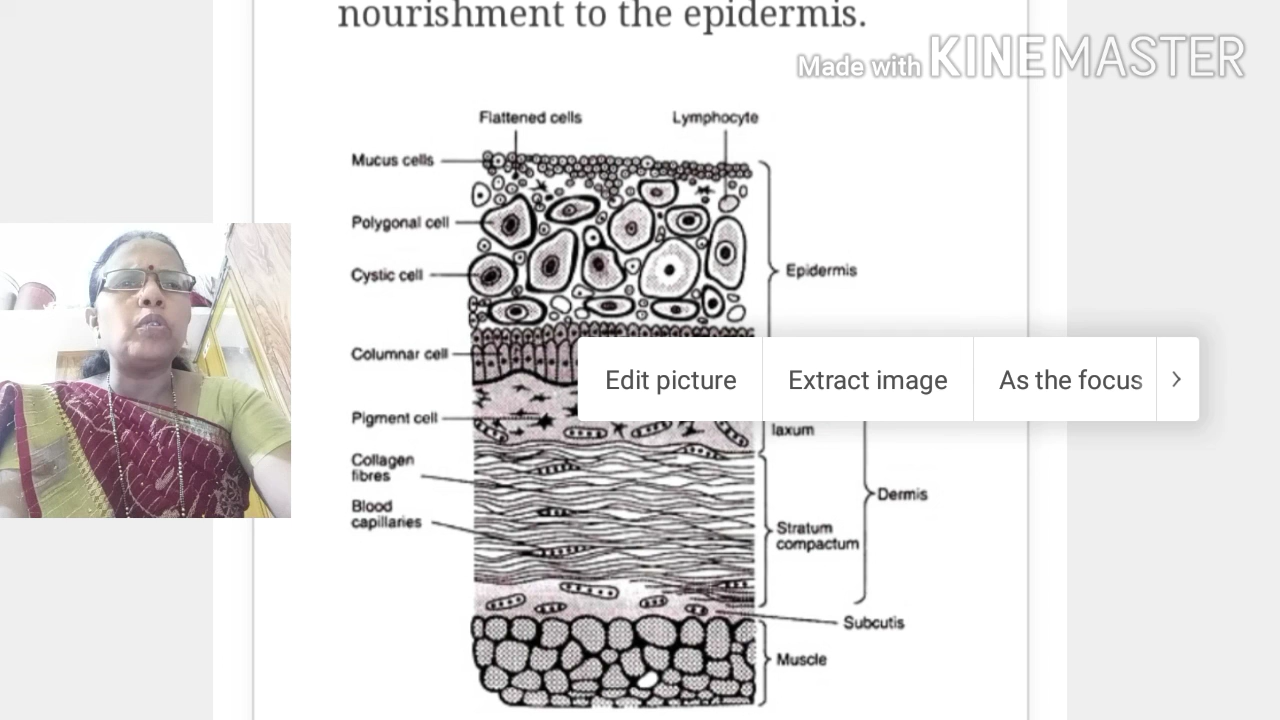 nourishment to the epidermis.
Made with KINEMASTER
Flattened cells
Lymphocyte
Mucus cells
Polygonal cell
Cystic cell
Epidermis
Columnar cell
Edit picture
Extract image
As the focus
Pigment cell
laxum
Collagen
fibres
Dermis
Blood
capillaries
Stratum
compactum
Subcutis
Muscle